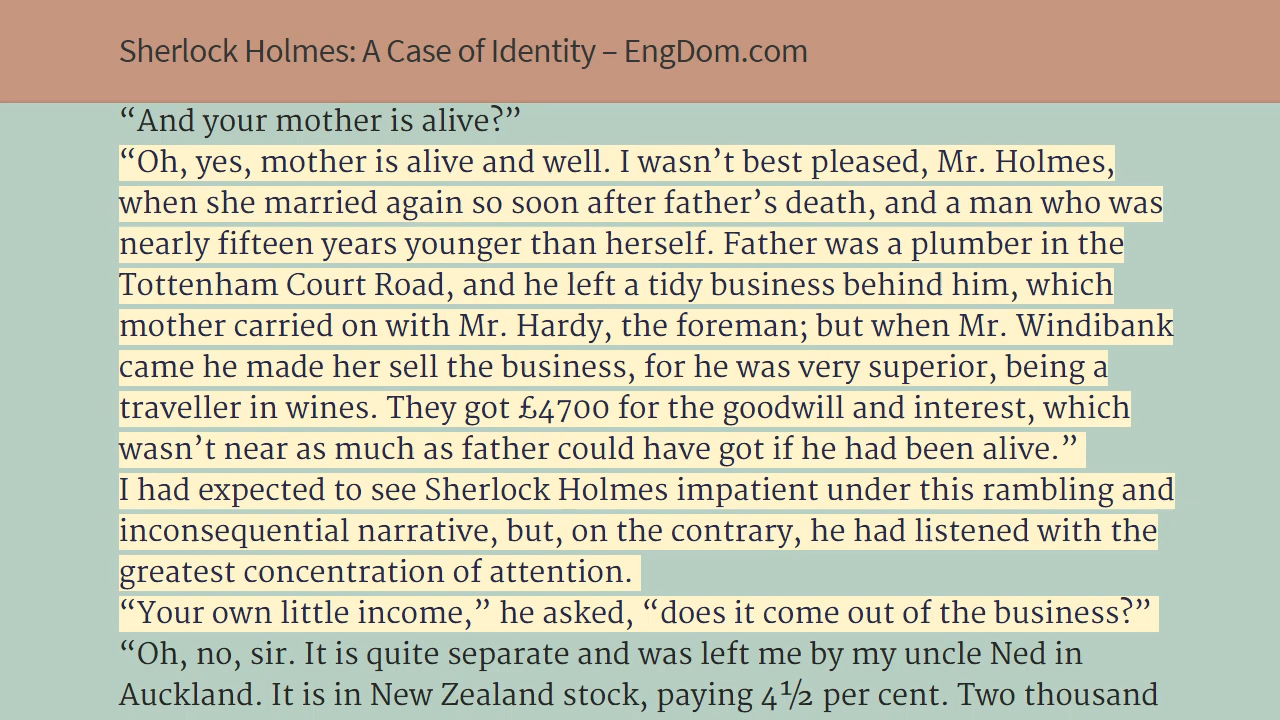 Sherlock Holmes: A Case of Identity – EngDom.com
“And your mother is alive?”
“Oh, yes, mother is alive and well. I wasn’t best pleased, Mr. Holmes,
when she married again so soon after father’s death, and a man who was
nearly fifteen years younger than herself. Father was a plumber in the
Tottenham Court Road, and he left a tidy business behind him, which
mother carried on with Mr. Hardy, the foreman; but when Mr. Windibank
came he made her sell the business, for he was very superior, being a
traveller in wines. They got £4700 for the goodwill and interest, which
wasn’t near as much as father could have got if he had been alive.”
I had expected to see Sherlock Holmes impatient under this rambling and
inconsequential narrative, but, on the contrary, he had listened with the
greatest concentration of attention.
“Your own little income,” he asked, “does it come out of the business?”
“Oh, no, sir. It is quite separate and was left me by my uncle Ned in
Auckland. It is in New Zealand stock, paying 4½ per cent. Two thousand